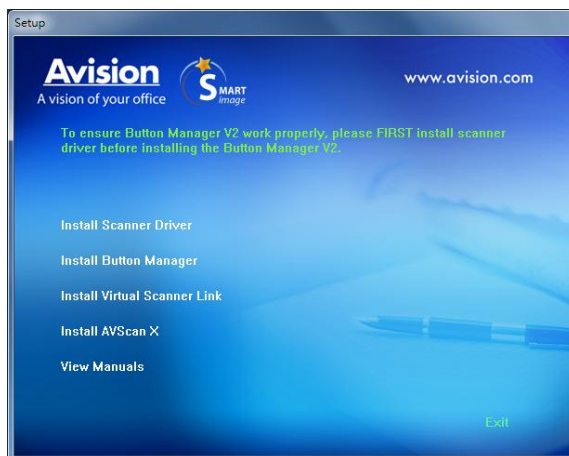 Setup
Avision
SMART
Image
www.avision.com
A vision of your office
To ensure Button Manager V2 work properly, please FIRST install scanner
driver before installing the Button Manager V2.
Install Scanner Driver
Install Button Manager
Install Virtual Scanner Link
Install AVScan X
View Manuals
Exit